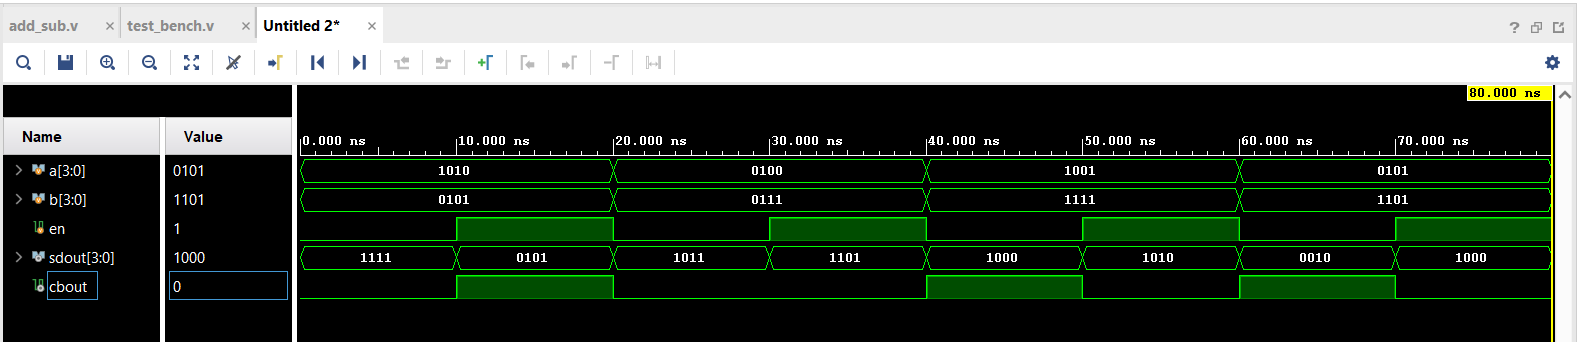 add_sub.v × test_bench.v × Untitled 2* ×
?
80.000 ns
Name Value
0.000 ns 10.000 ns 20.000 ns 30.000 ns 40.000 ns 50.000 ns 60.000 ns 70.000 ns
a[3:0] 0101 1010 0100 1001 0101
b[3:0] 1101 0101 0111 1111 1101
en 1
sdout[3:0] 1000 1111 0101 1011 1101 1000 1010 0010 1000
cbout 0